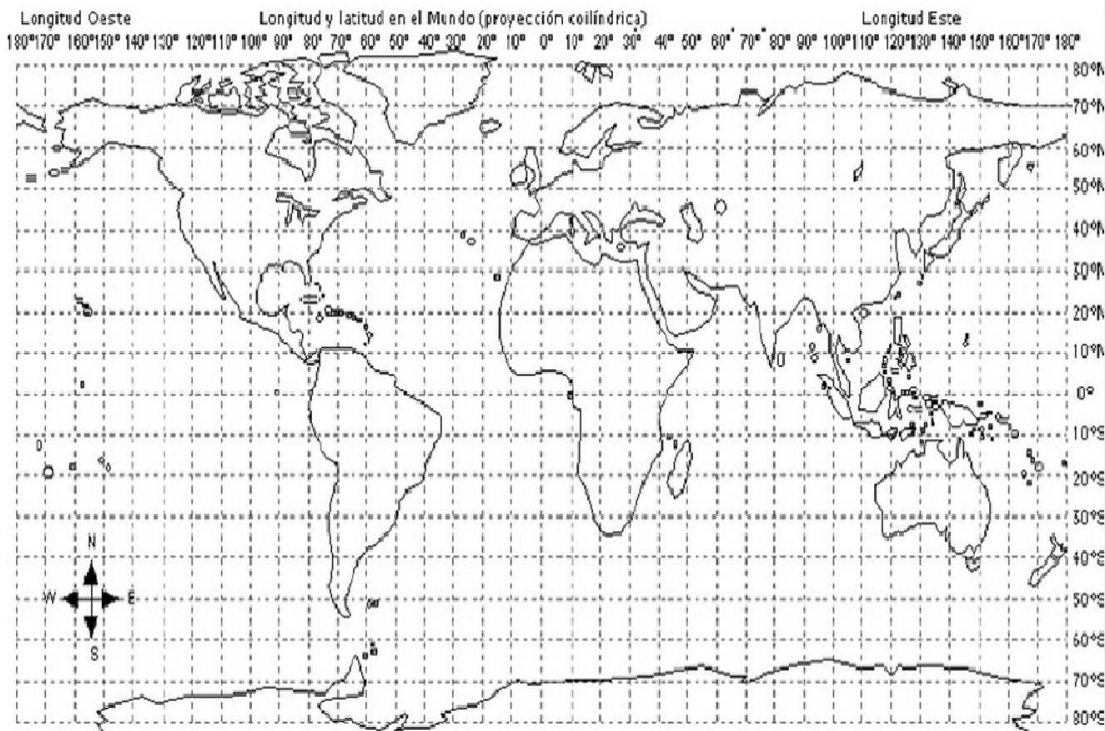 Longitud Oeste Longitud y latitud en el Mundo (proyección coilíndrica) Longitud Este
180°170° 160°150° 140° 130° 120°110° 100° 90° 80° 70° 60° 50° 40° 30° 20° 10° 0° 10° 20° 30° 40° 50° 60° 70° 80° 90° 100° 110° 120°130° 140° 150° 160° 170° 180°
80°N
70°N
60°N
50°N
40°N
30°N
20°N
10°N
0°
10°S
20°S
30°S
40°S
50°S
60°S
70°S
80°S
N
W E
S